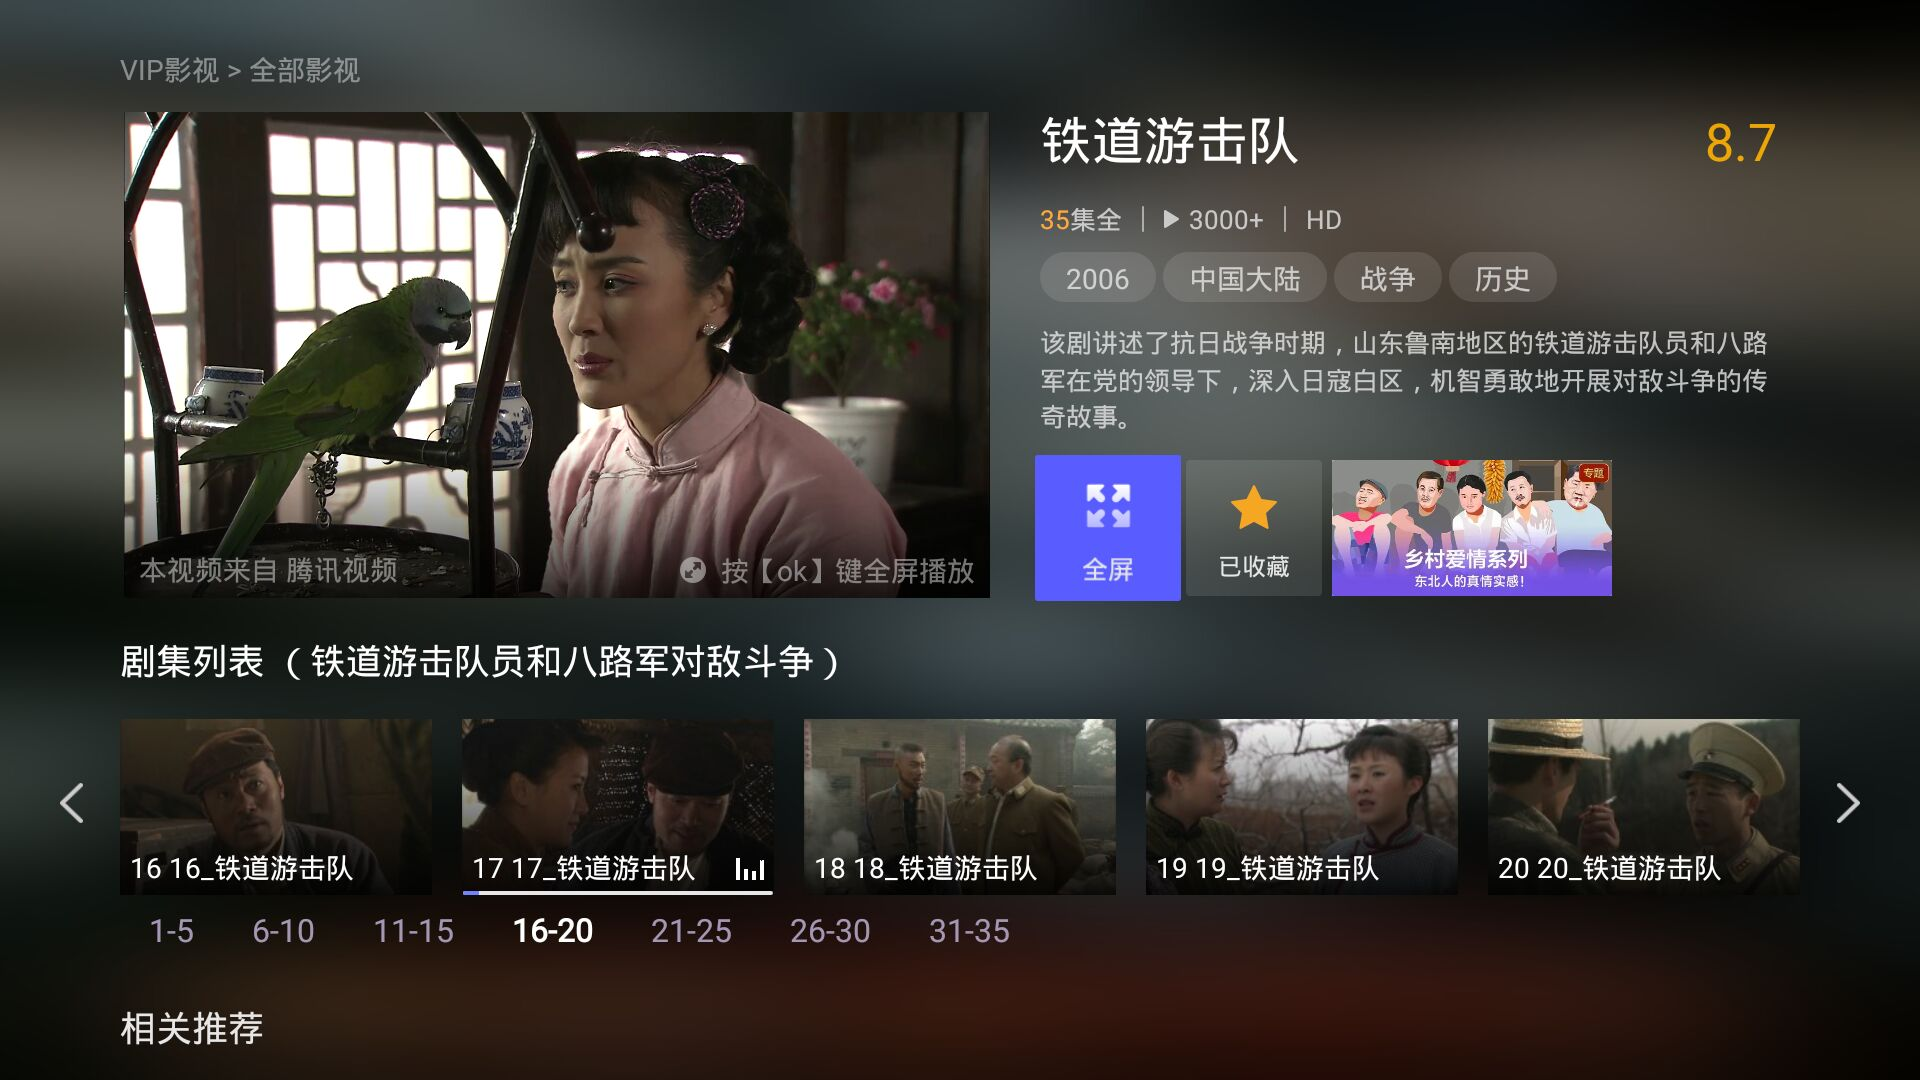 VIP影视 > 全部影视
铁道游击队
8.7
35集全 | 3000+ | HD
2006 中国大陆 战争 历史
该剧讲述了抗日战争时期，山东鲁南地区的铁道游击队员和八路
军在党的领导下，深入日寇白区，机智勇敢地开展对敌斗争的传
奇故事。
本视频来自 腾讯视频
按【ok】键全屏播放
全屏
已收藏
专题
乡村爱情系列
东北人的真情实感!
剧集列表 （铁道游击队员和八路军对敌斗争）
16 16_铁道游击队
17 17_铁道游击队
18 18_铁道游击队
19 19_铁道游击队
20 20_铁道游击队
1-5 6-10 11-15 16-20 21-25 26-30 31-35
相关推荐